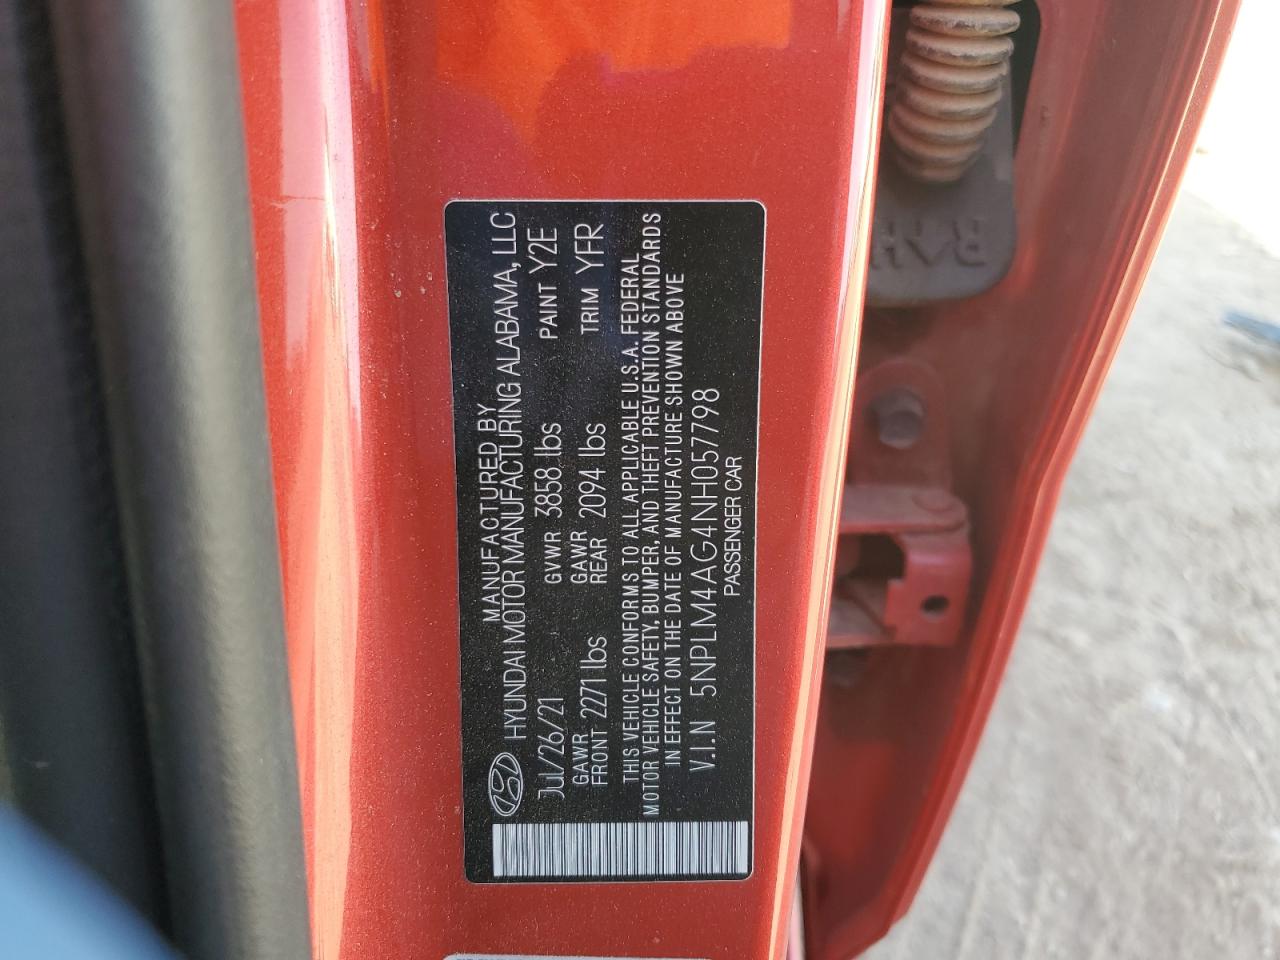 MANUFACTURED BY
HYUNDAI MOTOR MANUFACTURING ALABAMA, LLC
Jul/26/21 GVWR 3858 lbs PAINT Y2E
GAWR FRONT 2271 lbs GAWR REAR 2094 lbs TRIM YFR
THIS VEHICLE CONFORMS TO ALL APPLICABLE U.S.A. FEDERAL
MOTOR VEHICLE SAFETY, BUMPER, AND THEFT PREVENTION STANDARDS
IN EFFECT ON THE DATE OF MANUFACTURE SHOWN ABOVE
V.I.N 5NPLM4AG4NH057798
PASSENGER CAR